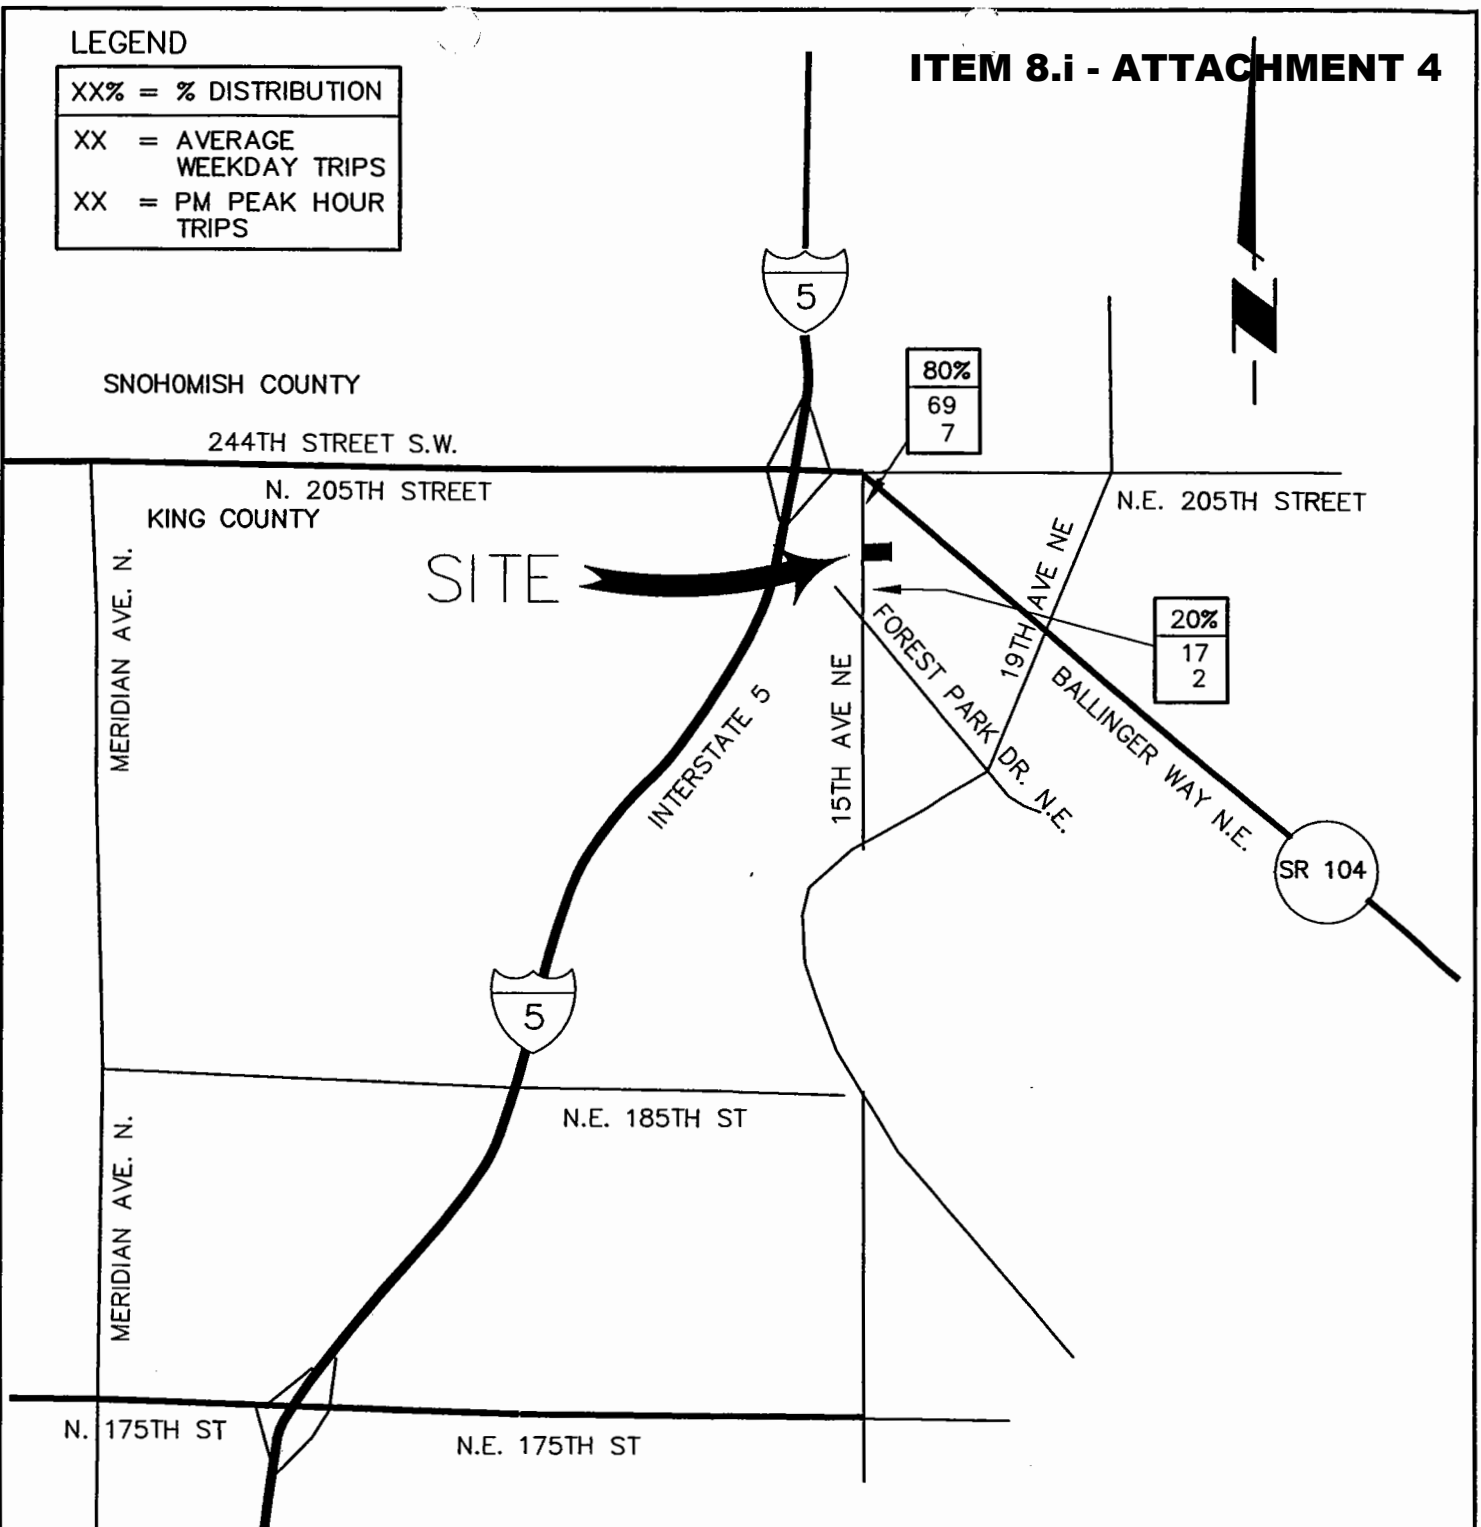 LEGEND
ITEM 8.i - ATTACHMENT 4
XX% = % DISTRIBUTION
XX = AVERAGE
WEEKDAY TRIPS
XX = PM PEAK HOUR
TRIPS
5
80%
69
7
SNOHOMISH COUNTY
244TH STREET S.W.
N. 205TH STREET
N.E. 205TH STREET
KING COUNTY
SITE
MERIDIAN AVE. N.
INTERSTATE 5
15TH AVE NE
FOREST PARK DR. N.E.
19TH AVE NE
BALLINGER WAY N.E.
20%
17
2
SR 104
5
N.E. 185TH ST
MERIDIAN AVE. N.
N. 175TH ST
N.E. 175TH ST